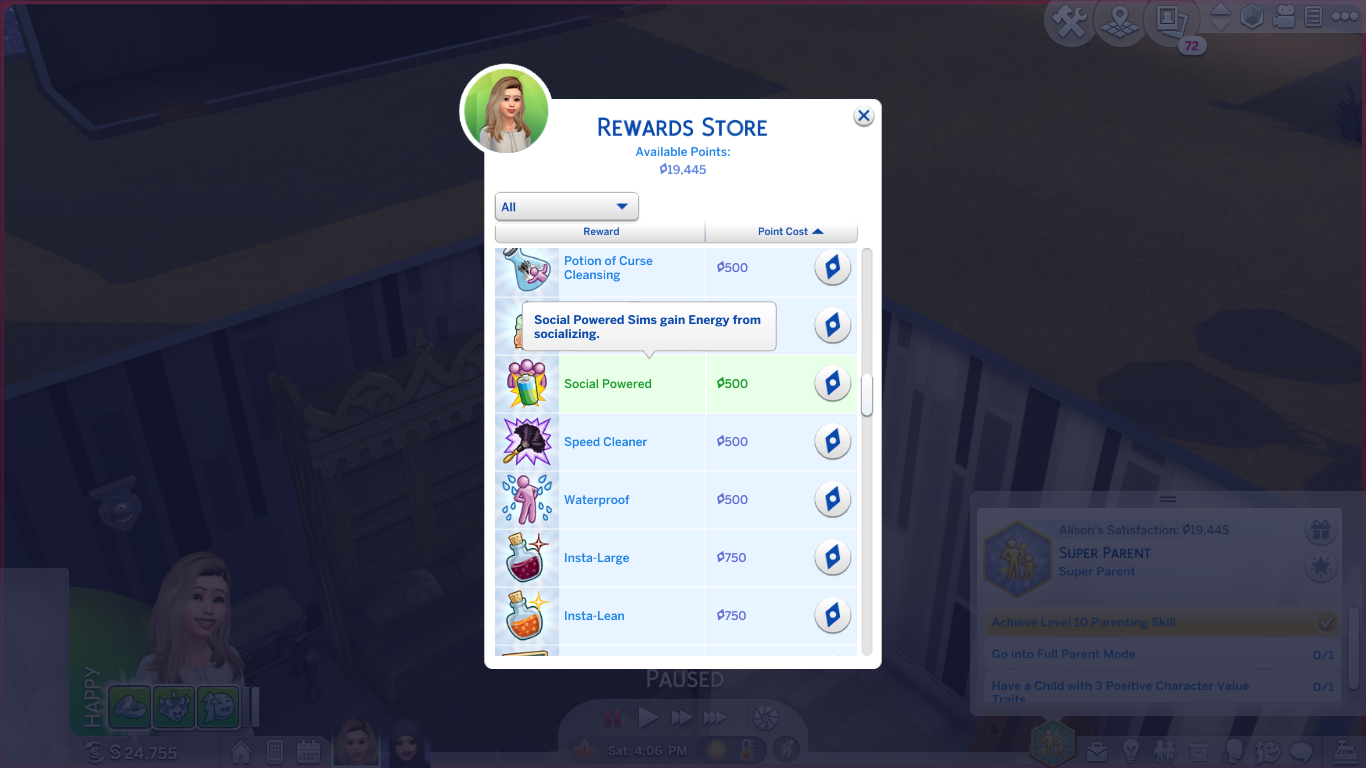 72
REWARDS STORE
Available Points:
19,445
All
Reward
Point Cost
Potion of Curse
Cleansing
500
Social Powered Sims gain Energy from
socializing.
Social Powered
500
Speed Cleaner
500
Waterproof
500
Insta-Large
750
Insta-Lean
750
Alison's Satisfaction: 19,445
SUPER PARENT
Super Parent
Achieve Level 10 Parenting Skill
Go into Full Parent Mode
0/1
Have a Child with 3 Positive Character Value
Traits
0/1
HAPPY
PAUSED
24,755
Sat. 4:06 PM